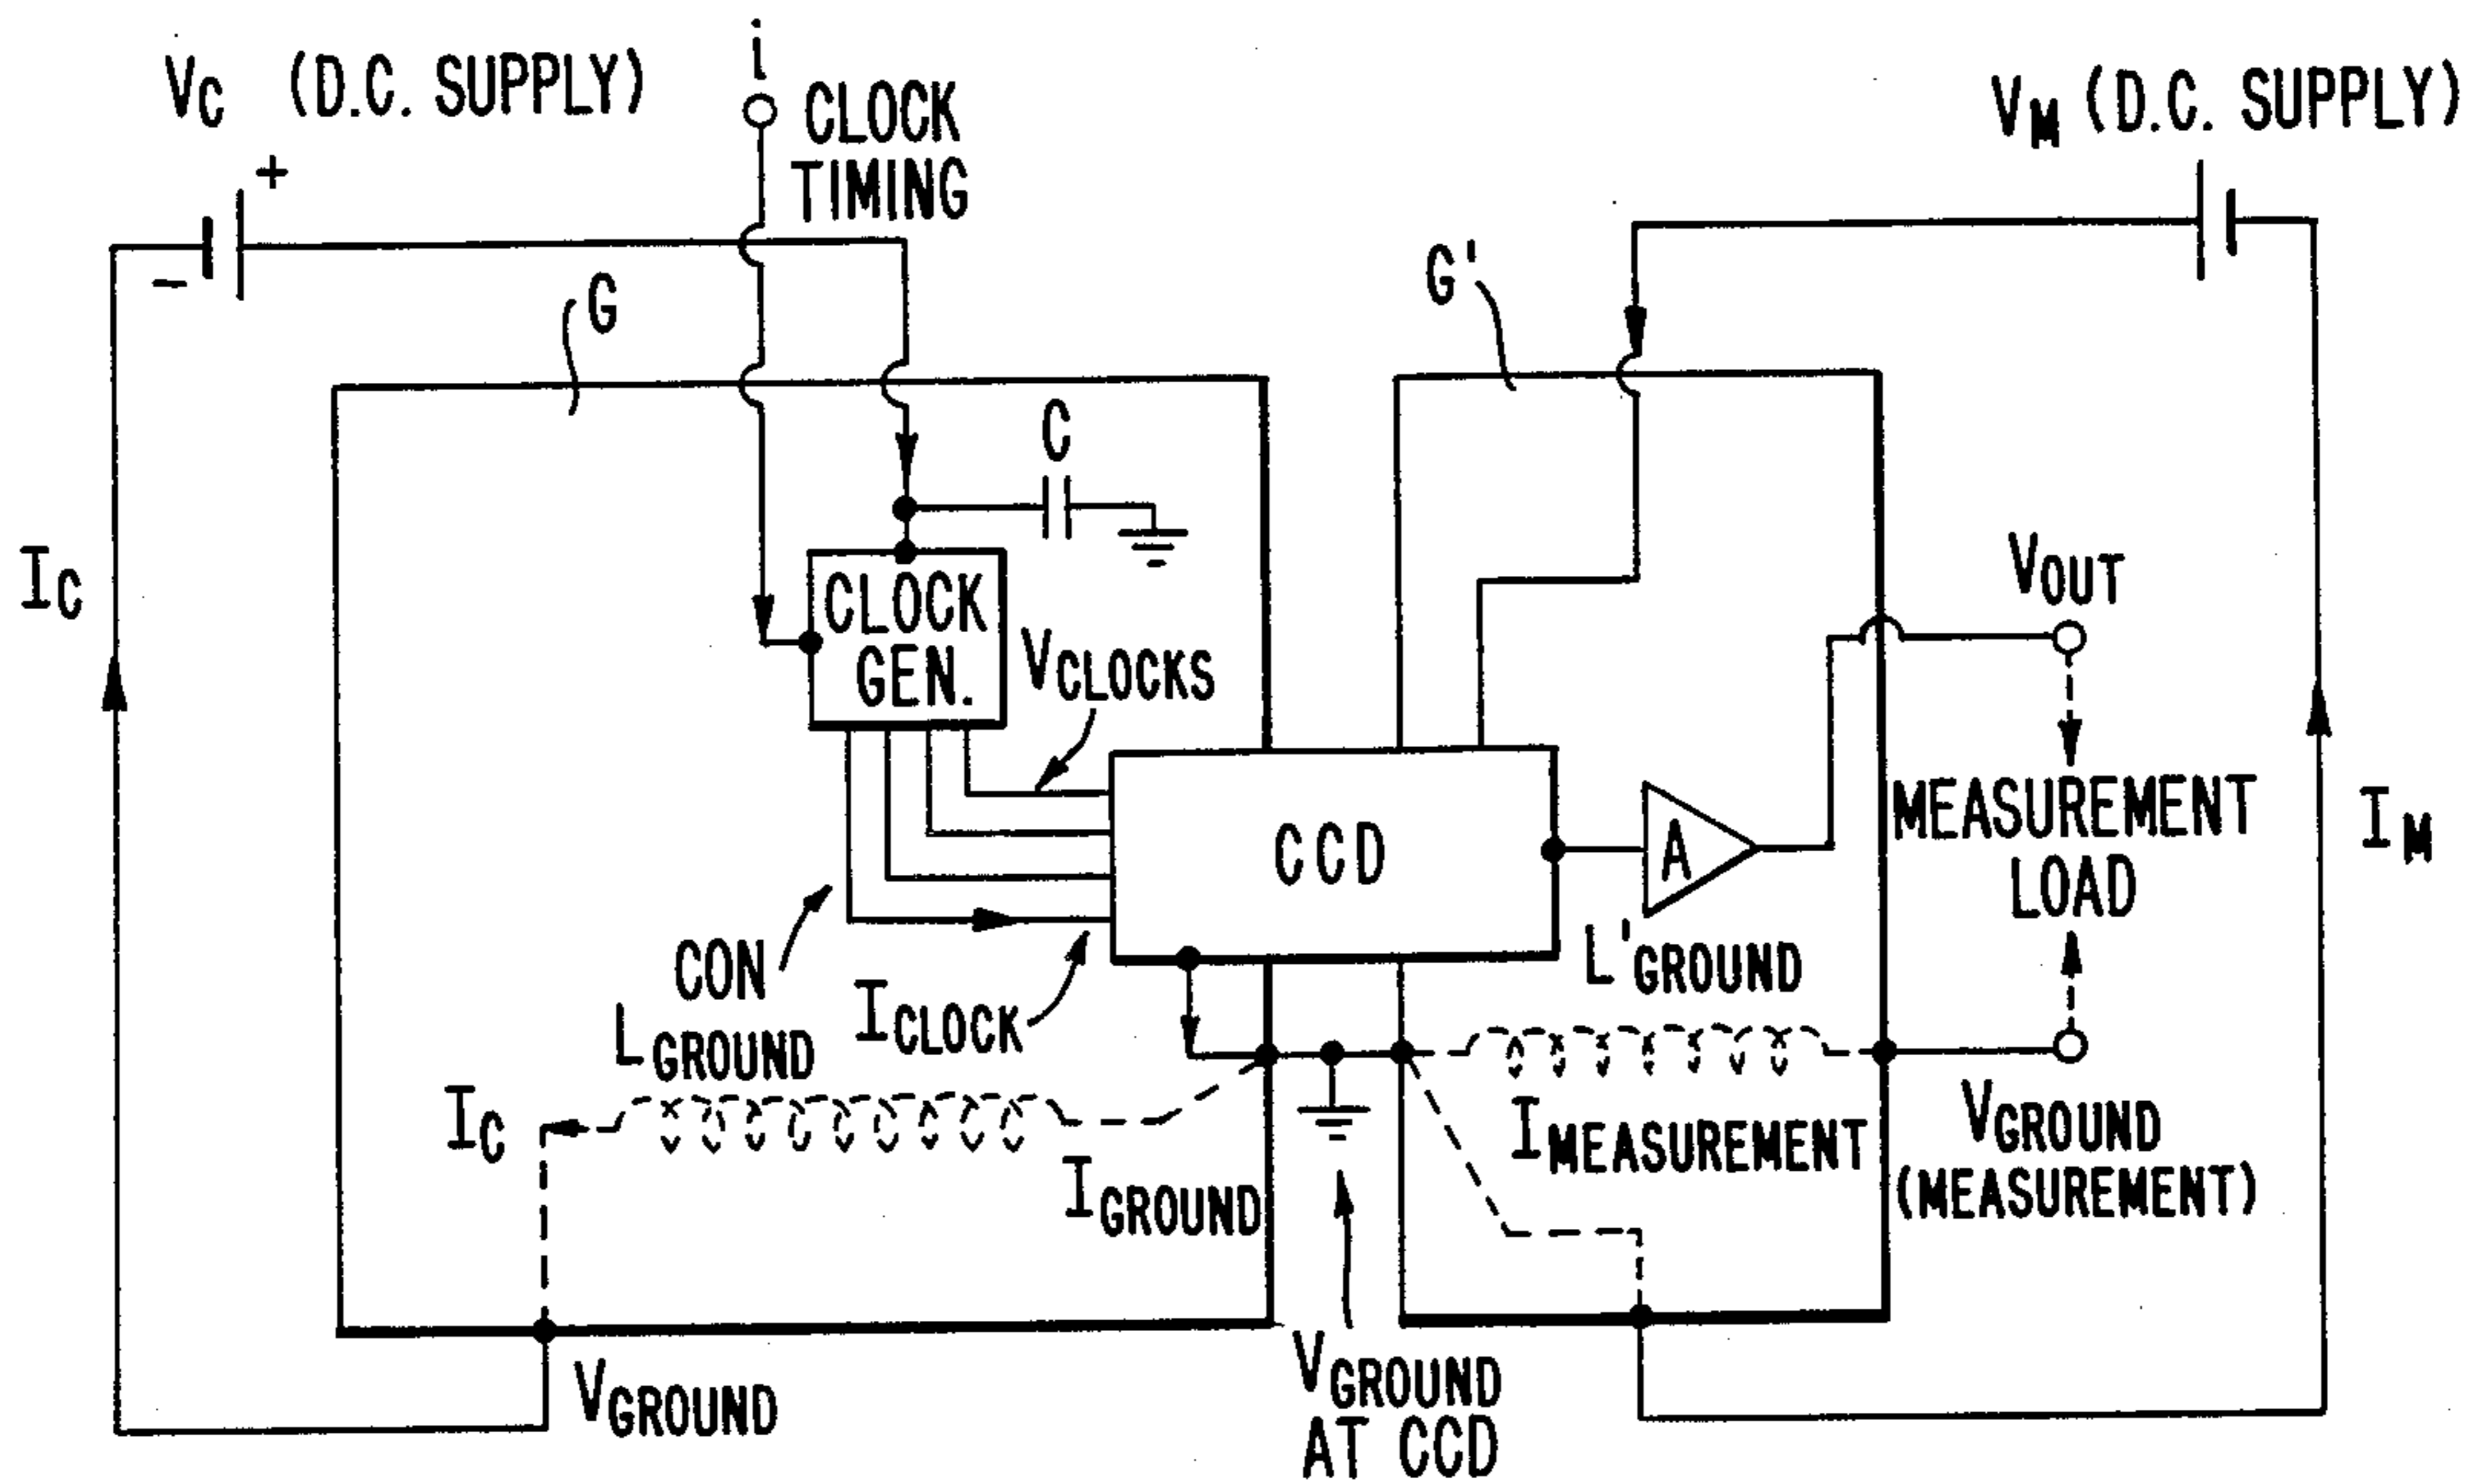 VC (D.C. SUPPLY)
i
CLOCK
TIMING
VM (D.C. SUPPLY)
+
−
G
G'
C
IC
CLOCK
GEN.
VCLOCKS
VOUT
CCD
A
MEASUREMENT
LOAD
IM
CON
L'GROUND
LGROUND
ICLOCK
IC
IGROUND
IMEASUREMENT
VGROUND
(MEASUREMENT)
VGROUND
VGROUND
AT CCD